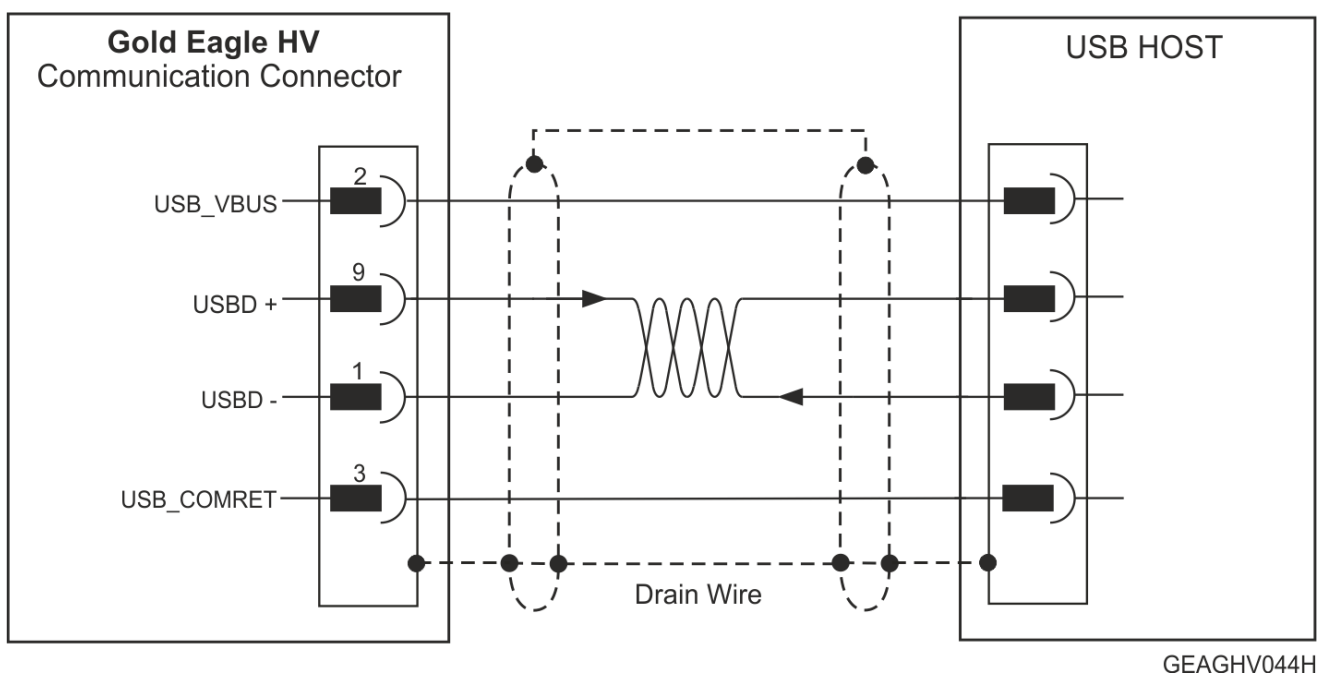 Gold Eagle HV
Communication Connector
USB HOST
2
USB_VBUS
9
USBD +
1
USBD -
3
USB_COMRET
Drain Wire
GEAGHV044H